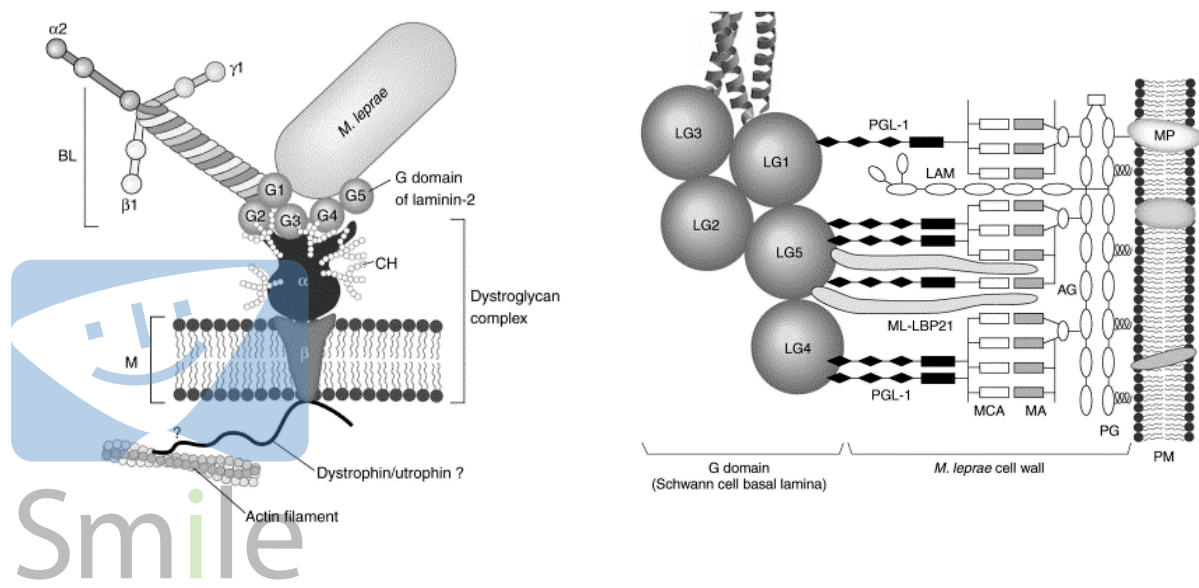 α2
γ1
BL
β1
M. leprae
G1
G2
G3
G4
G5
G domain
of laminin-2
CH
α
Dystroglycan
complex
M
β
?
Dystrophin/utrophin ?
Actin filament
Smile
LG3
LG1
LG2
LG5
LG4
PGL-1
LAM
MP
AG
ML-LBP21
PGL-1
MCA
MA
PG
PM
G domain
(Schwann cell basal lamina)
M. leprae cell wall